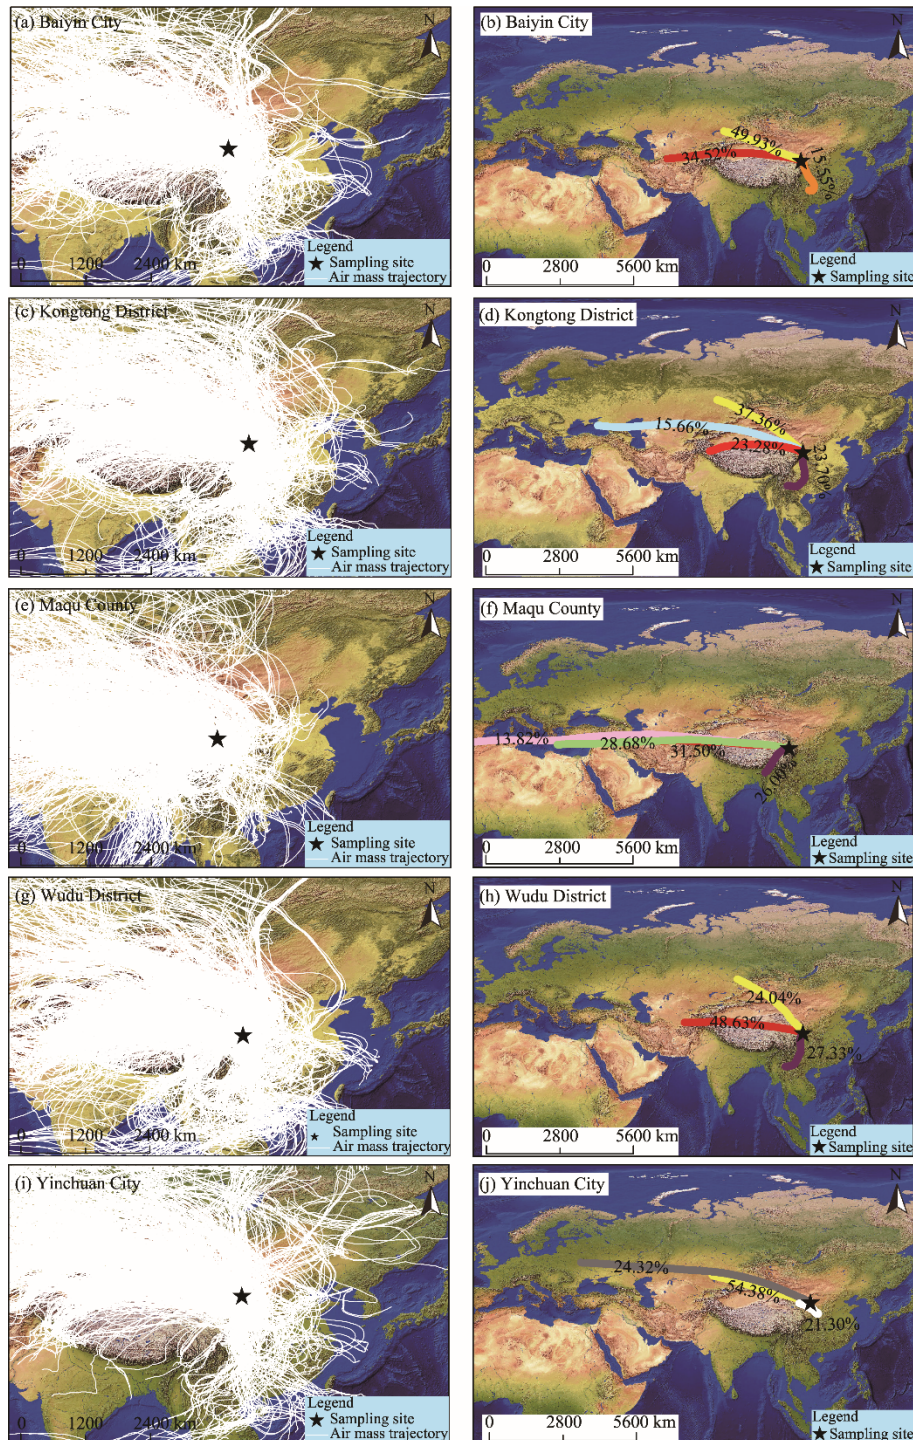 (a) Baiyin City
N
Legend
Sampling site
Air mass trajectory
0 1200 2400 km
(b) Baiyin City
N
49.93%
34.52%
15.55%
Legend
Sampling site
0 2800 5600 km
(c) Kongtong District
N
Legend
Sampling site
Air mass trajectory
0 1200 2400 km
(d) Kongtong District
N
37.36%
15.66%
23.28%
23.70%
Legend
Sampling site
0 2800 5600 km
(e) Maqu County
N
Legend
Sampling site
Air mass trajectory
0 1200 2400 km
(f) Maqu County
N
13.82%
28.68%
31.50%
26.00%
Legend
Sampling site
0 2800 5600 km
(g) Wudu District
N
Legend
Sampling site
Air mass trajectory
0 1200 2400 km
(h) Wudu District
N
24.04%
48.63%
27.33%
Legend
Sampling site
0 2800 5600 km
(i) Yinchuan City
N
Legend
Sampling site
Air mass trajectory
0 1200 2400 km
(j) Yinchuan City
N
24.32%
54.38%
21.30%
Legend
Sampling site
0 2800 5600 km